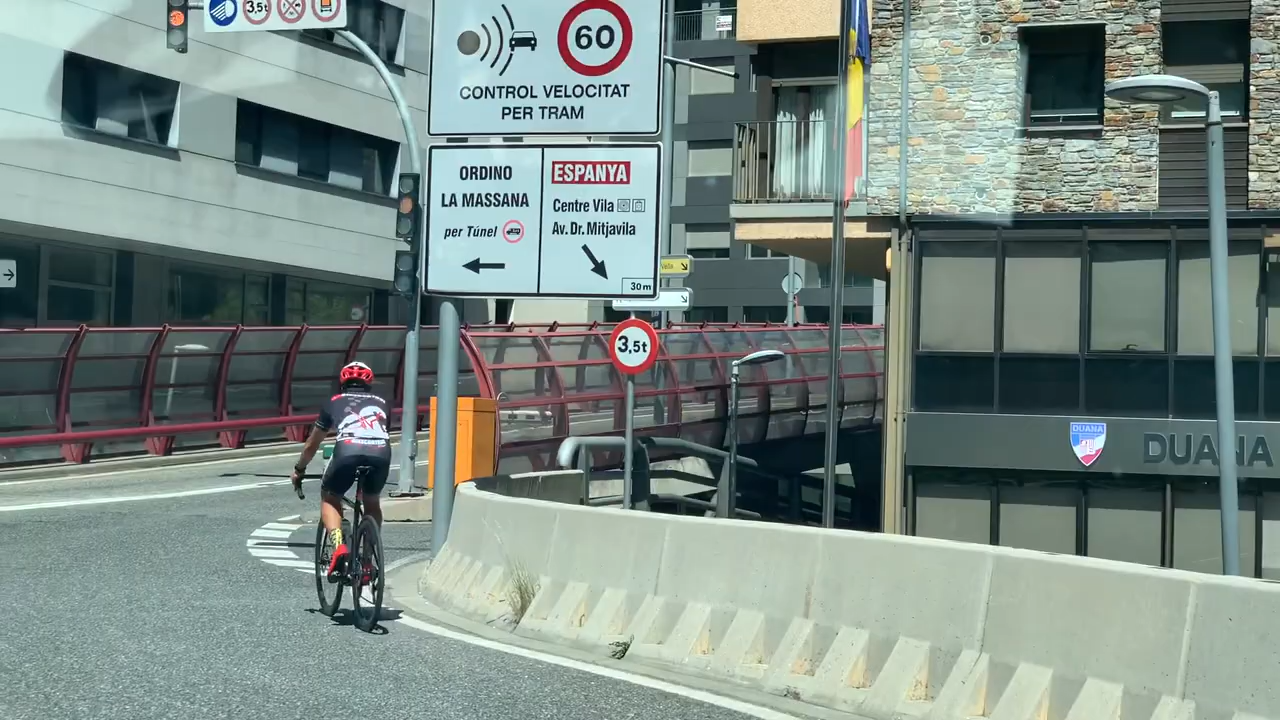 3,5t
60
CONTROL VELOCITAT
PER TRAM
ORDINO
LA MASSANA
per Túnel
ESPANYA
Centre Vila
Av. Dr. Mitjavila
30m
3,5t
DUANA
DUANA